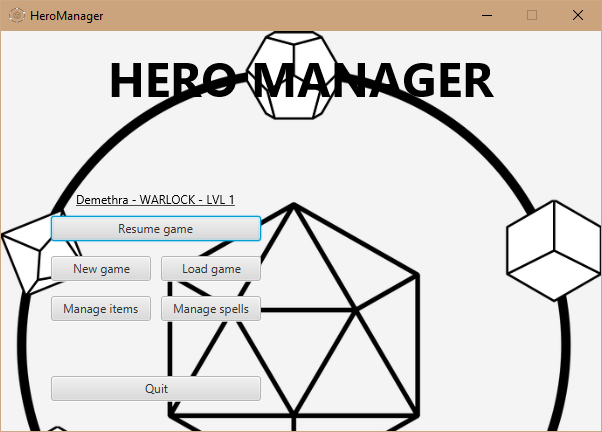 HeroManager
HERO MANAGER
Demethra - WARLOCK - LVL 1
Resume game
New game
Load game
Manage items
Manage spells
Quit